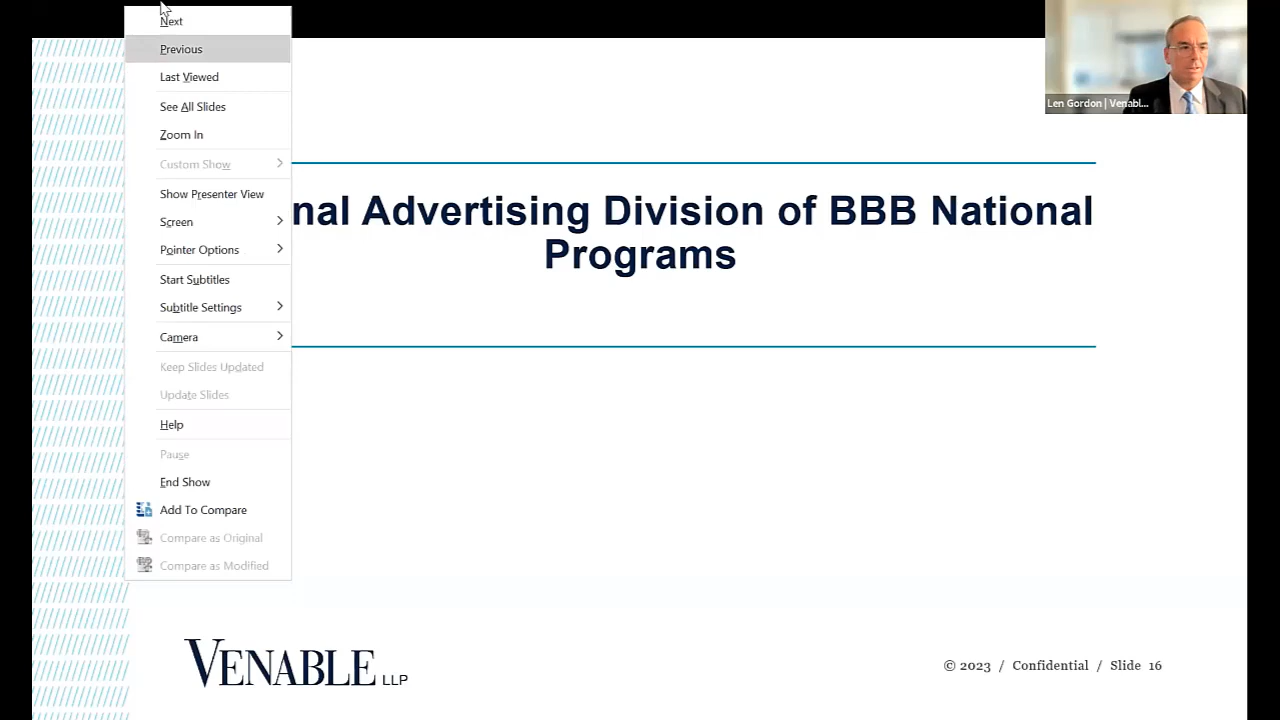 Next
Previous
Last Viewed
See All Slides
Zoom In
Custom Show
Show Presenter View
Screen
Pointer Options
Start Subtitles
Subtitle Settings
Camera
Keep Slides Updated
Update Slides
Help
Pause
End Show
Add To Compare
Compare as Original
Compare as Modified
Len Gordon | Venabl...
nal Advertising Division of BBB National
Programs
VENABLE LLP
© 2023 / Confidential / Slide 16